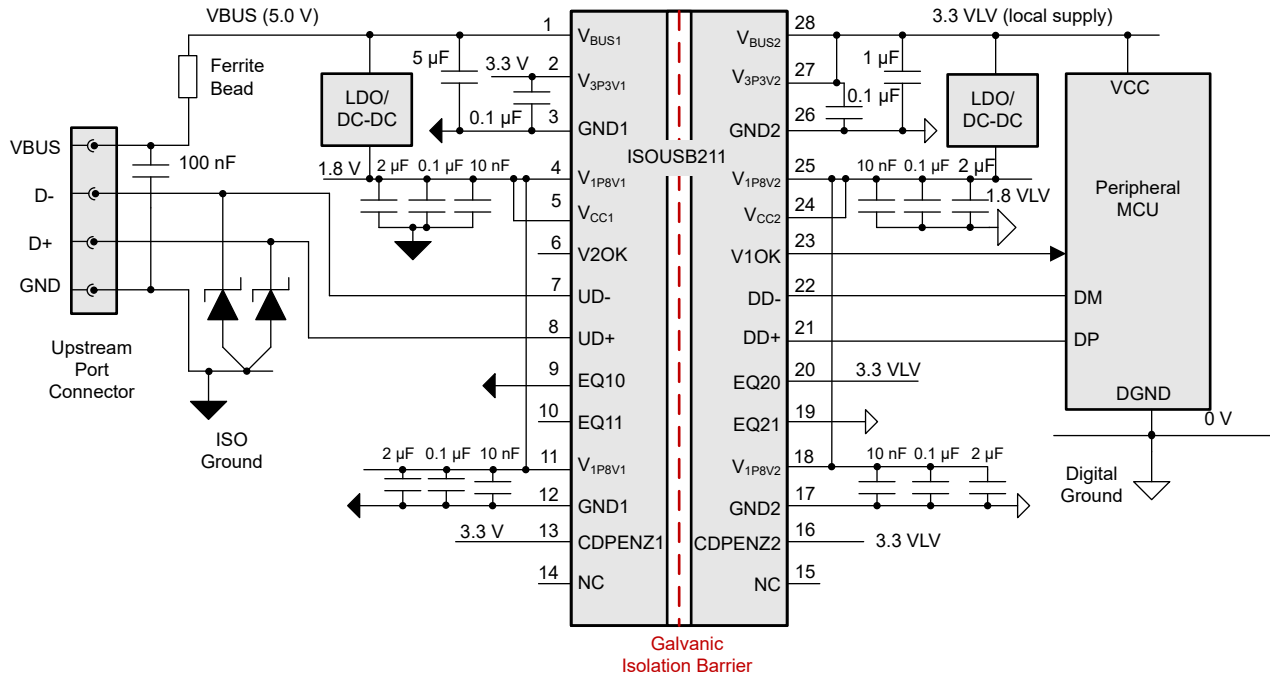 VBUS (5.0 V)
Ferrite
Bead
VBUS
D-
D+
GND
100 nF
Upstream
Port
Connector
ISO
Ground
LDO/
DC-DC
5 µF
3.3 V
0.1 µF
1.8 V
2 µF
0.1 µF
10 nF
2 µF
0.1 µF
10 nF
3.3 V
1
2
3
4
5
6
7
8
9
10
11
12
13
14
VBUS1
V3P3V1
GND1
V1P8V1
VCC1
V2OK
UD-
UD+
EQ10
EQ11
V1P8V1
GND1
CDPENZ1
NC
ISOUSB211
Galvanic
Isolation Barrier
VBUS2
V3P3V2
GND2
V1P8V2
VCC2
V1OK
DD-
DD+
EQ20
EQ21
V1P8V2
GND2
CDPENZ2
NC
28
27
26
25
24
23
22
21
20
19
18
17
16
15
3.3 VLV (local supply)
1 µF
0.1 µF
LDO/
DC-DC
10 nF
0.1 µF
2 µF
1.8 VLV
3.3 VLV
10 nF
0.1 µF
2 µF
3.3 VLV
VCC
Peripheral
MCU
DM
DP
DGND
0 V
Digital
Ground